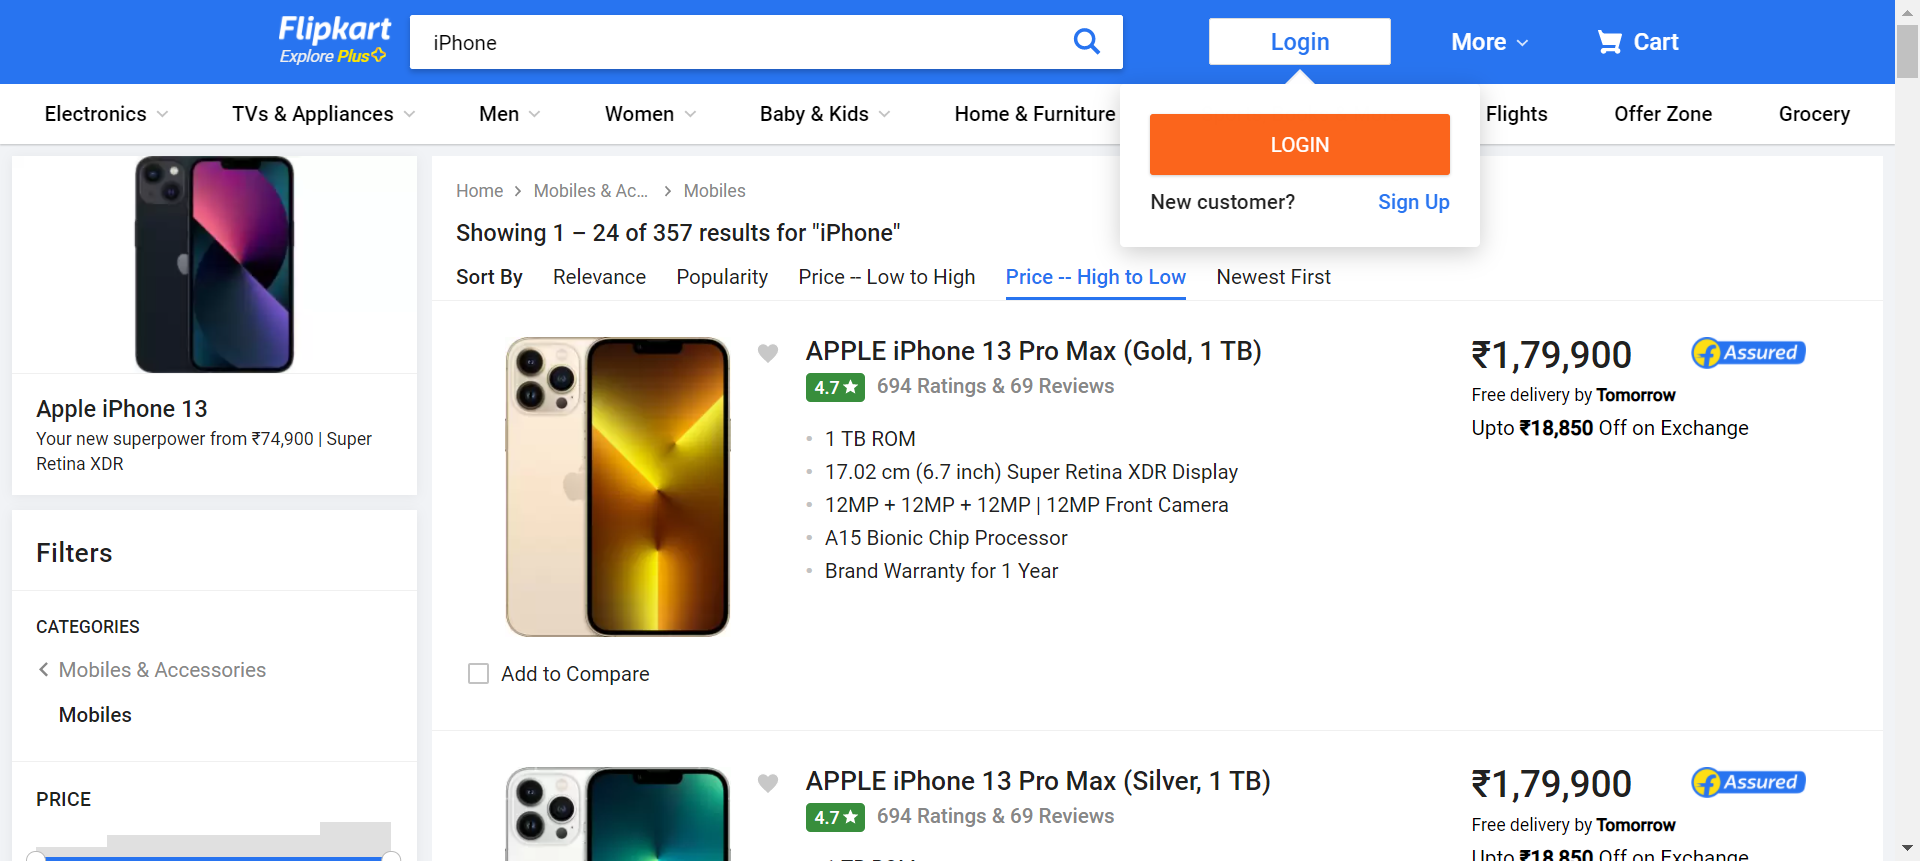 Flipkart
Explore Plus
iPhone
Login
More
Cart
Electronics
TVs & Appliances
Men
Women
Baby & Kids
Home & Furniture
Flights
Offer Zone
Grocery
LOGIN
New customer?
Sign Up
Apple iPhone 13
Your new superpower from ₹74,900 | Super
Retina XDR
Filters
CATEGORIES
Mobiles & Accessories
Mobiles
PRICE
Home
Mobiles & Ac...
Mobiles
Showing 1 – 24 of 357 results for "iPhone"
Sort By
Relevance
Popularity
Price -- Low to High
Price -- High to Low
Newest First
APPLE iPhone 13 Pro Max (Gold, 1 TB)
4.7★ 694 Ratings & 69 Reviews
1 TB ROM
17.02 cm (6.7 inch) Super Retina XDR Display
12MP + 12MP + 12MP | 12MP Front Camera
A15 Bionic Chip Processor
Brand Warranty for 1 Year
₹1,79,900
Assured
Free delivery by Tomorrow
Upto ₹18,850 Off on Exchange
Add to Compare
APPLE iPhone 13 Pro Max (Silver, 1 TB)
4.7★ 694 Ratings & 69 Reviews
1 TB ROM
₹1,79,900
Assured
Free delivery by Tomorrow
Upto ₹18,850 Off on Exchange